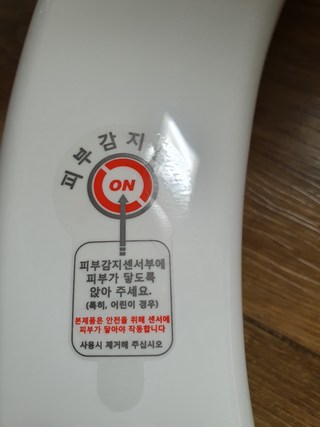 피부감지
ON
피부감지센서부에
피부가 닿도록
앉아 주세요.
(특히, 어린이 경우)
본제품은 안전을 위해 센서에
피부가 닿아야 작동합니다
사용시 제거해 주십시오